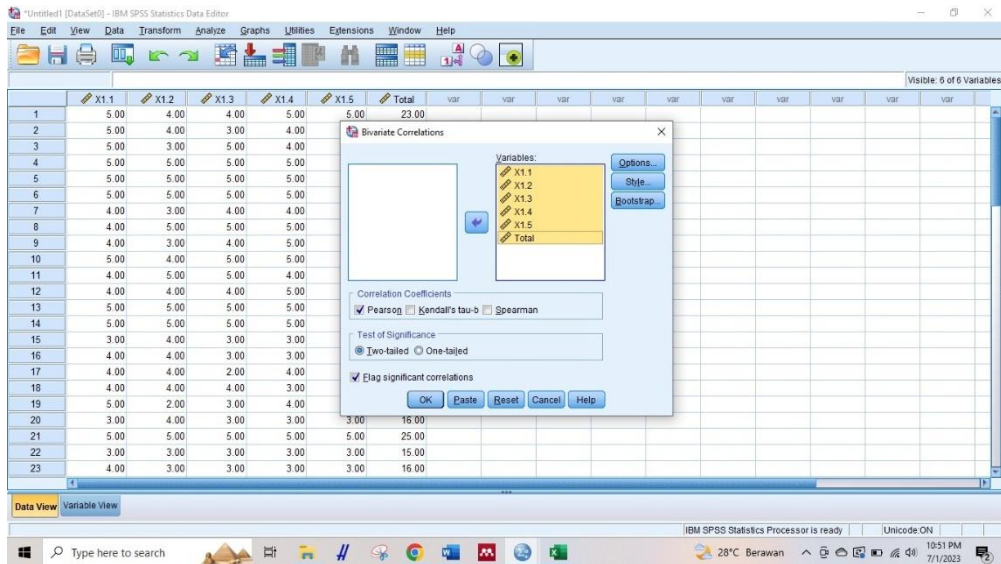 *Untitled1 [DataSet0] - IBM SPSS Statistics Data Editor
File Edit View Data Transform Analyze Graphs Utilities Extensions Window Help
Visible: 6 of 6 Variables
X1.1 X1.2 X1.3 X1.4 X1.5 Total var var var var var var var var var
1 5.00 4.00 4.00 5.00 5.00 23.00
2 5.00 4.00 3.00 4.00
3 5.00 3.00 5.00 4.00
4 5.00 5.00 5.00 5.00
5 5.00 5.00 5.00 5.00
6 5.00 5.00 5.00 5.00
7 4.00 3.00 4.00 4.00
8 4.00 5.00 5.00 5.00
9 4.00 3.00 4.00 5.00
10 5.00 4.00 5.00 5.00
11 4.00 5.00 5.00 4.00
12 4.00 4.00 4.00 5.00
13 5.00 5.00 5.00 5.00
14 5.00 5.00 5.00 5.00
15 3.00 4.00 3.00 3.00
16 4.00 4.00 3.00 3.00
17 4.00 4.00 2.00 4.00
18 4.00 4.00 4.00 3.00
19 5.00 2.00 3.00 4.00
20 3.00 4.00 3.00 3.00 3.00 16.00
21 5.00 5.00 5.00 5.00 5.00 25.00
22 3.00 3.00 3.00 3.00 3.00 15.00
23 4.00 3.00 3.00 3.00 3.00 16.00
Bivariate Correlations
Variables:
X1.1
X1.2
X1.3
X1.4
X1.5
Total
Options...
Style...
Bootstrap...
Correlation Coefficients
Pearson Kendall's tau-b Spearman
Test of Significance
Two-tailed One-tailed
Flag significant correlations
OK Paste Reset Cancel Help
Data View Variable View
IBM SPSS Statistics Processor is ready Unicode:ON
Type here to search
28°C Berawan
10:51 PM
7/1/2023